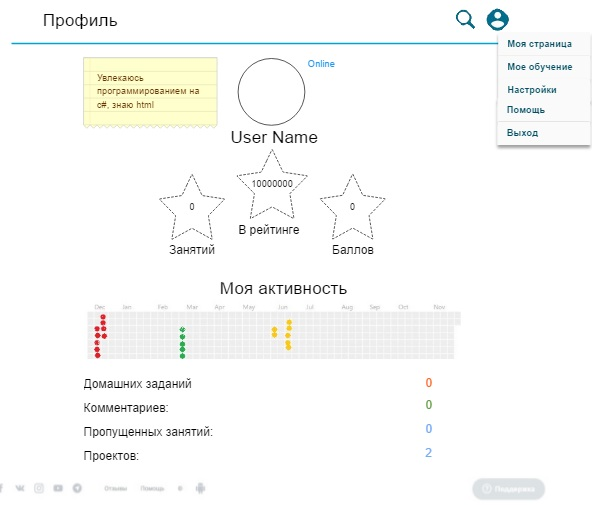 Профиль
Моя страница
Мое обучение
Настройки
Помощь
Выход
Увлекаюсь
программированием на
c#, знаю html
Online
User Name
0
10000000
0
Занятий
В рейтинге
Баллов
Моя активность
Dec Jan Feb Mar Apr May Jun Jul Aug Sep Oct Nov
Домашних заданий 0
Комментариев: 0
Пропущенных занятий: 0
Проектов: 2
Отзывы Помощь
Поддержка